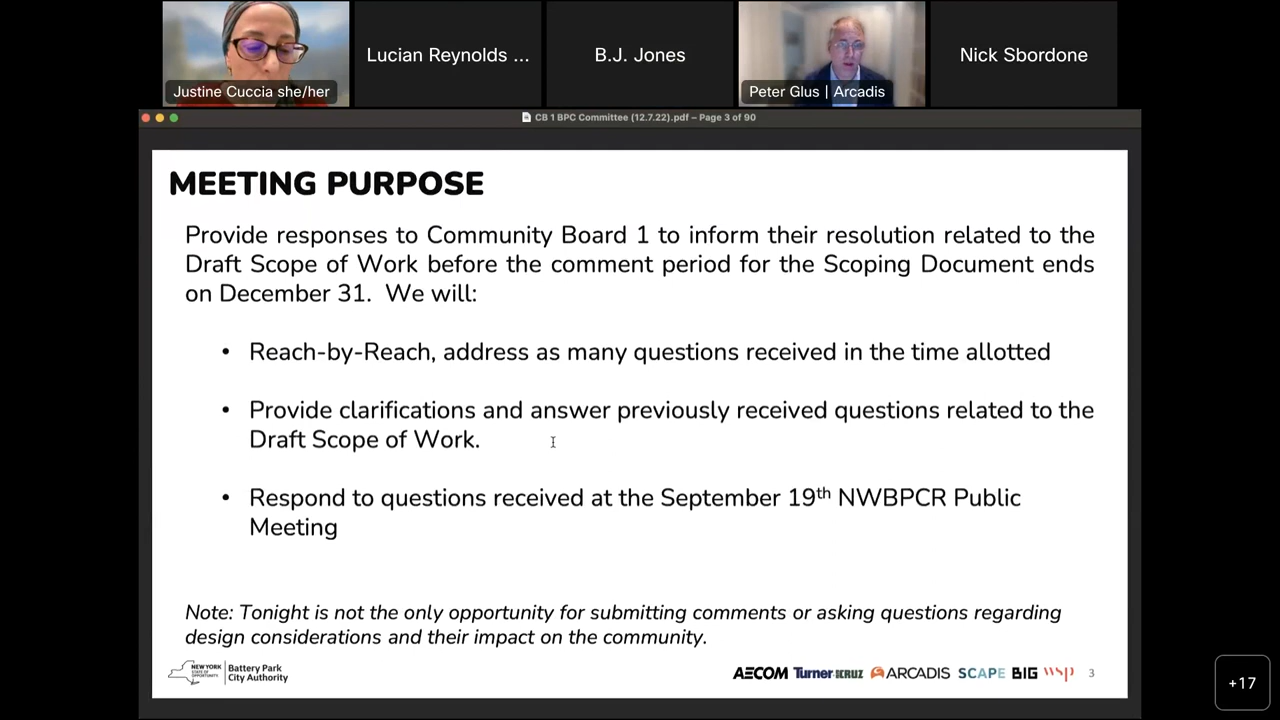 Justine Cuccia she/her
Lucian Reynolds ...
B.J. Jones
Peter Glus | Arcadis
Nick Sbordone
CB 1 BPC Committee (12.7.22).pdf – Page 3 of 90
MEETING PURPOSE
Provide responses to Community Board 1 to inform their resolution related to the
Draft Scope of Work before the comment period for the Scoping Document ends
on December 31. We will:
• Reach-by-Reach, address as many questions received in the time allotted
• Provide clarifications and answer previously received questions related to the
Draft Scope of Work.
• Respond to questions received at the September 19th NWBPCR Public
Meeting
Note: Tonight is not the only opportunity for submitting comments or asking questions regarding
design considerations and their impact on the community.
NEW YORK
STATE OF
OPPORTUNITY
Battery Park
City Authority
AECOM Turner KRUZ ARCADIS SCAPE BIG wsp 3
+17